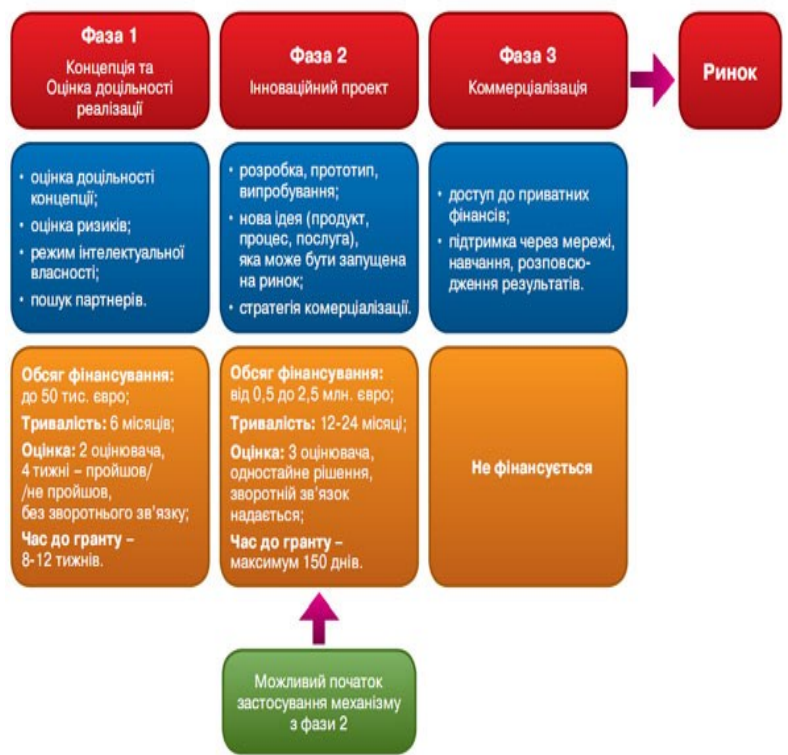 Фаза 1
Концепція та
Оцінка доцільності
реалізації
Фаза 2
Інноваційний проект
Фаза 3
Коммерціалізація
Ринок
• оцінка доцільності
концепції;
• оцінка ризиків;
• режим інтелектуальної
власності;
• пошук партнерів.
• розробка, прототип,
випробування;
• нова ідея (продукт,
процес, послуга),
яка може бути запущена
на ринок;
• стратегія комерціалізації.
• доступ до приватних
фінансів;
• підтримка через мережі,
навчання, розповсю-
дження результатів.
Обсяг фінансування:
до 50 тис. євро;
Тривалість: 6 місяців;
Оцінка: 2 оцінювача,
4 тижні – пройшов/
/не пройшов,
без зворотнього зв’язку;
Час до гранту –
8-12 тижнів.
Обсяг фінансування:
від 0,5 до 2,5 млн. євро;
Тривалість: 12-24 місяці;
Оцінка: 3 оцінювача,
одностайне рішення,
зворотній зв’язок
надається;
Час до гранту –
максимум 150 днів.
Не фінансується
Можливий початок
застосування механізму
з фази 2